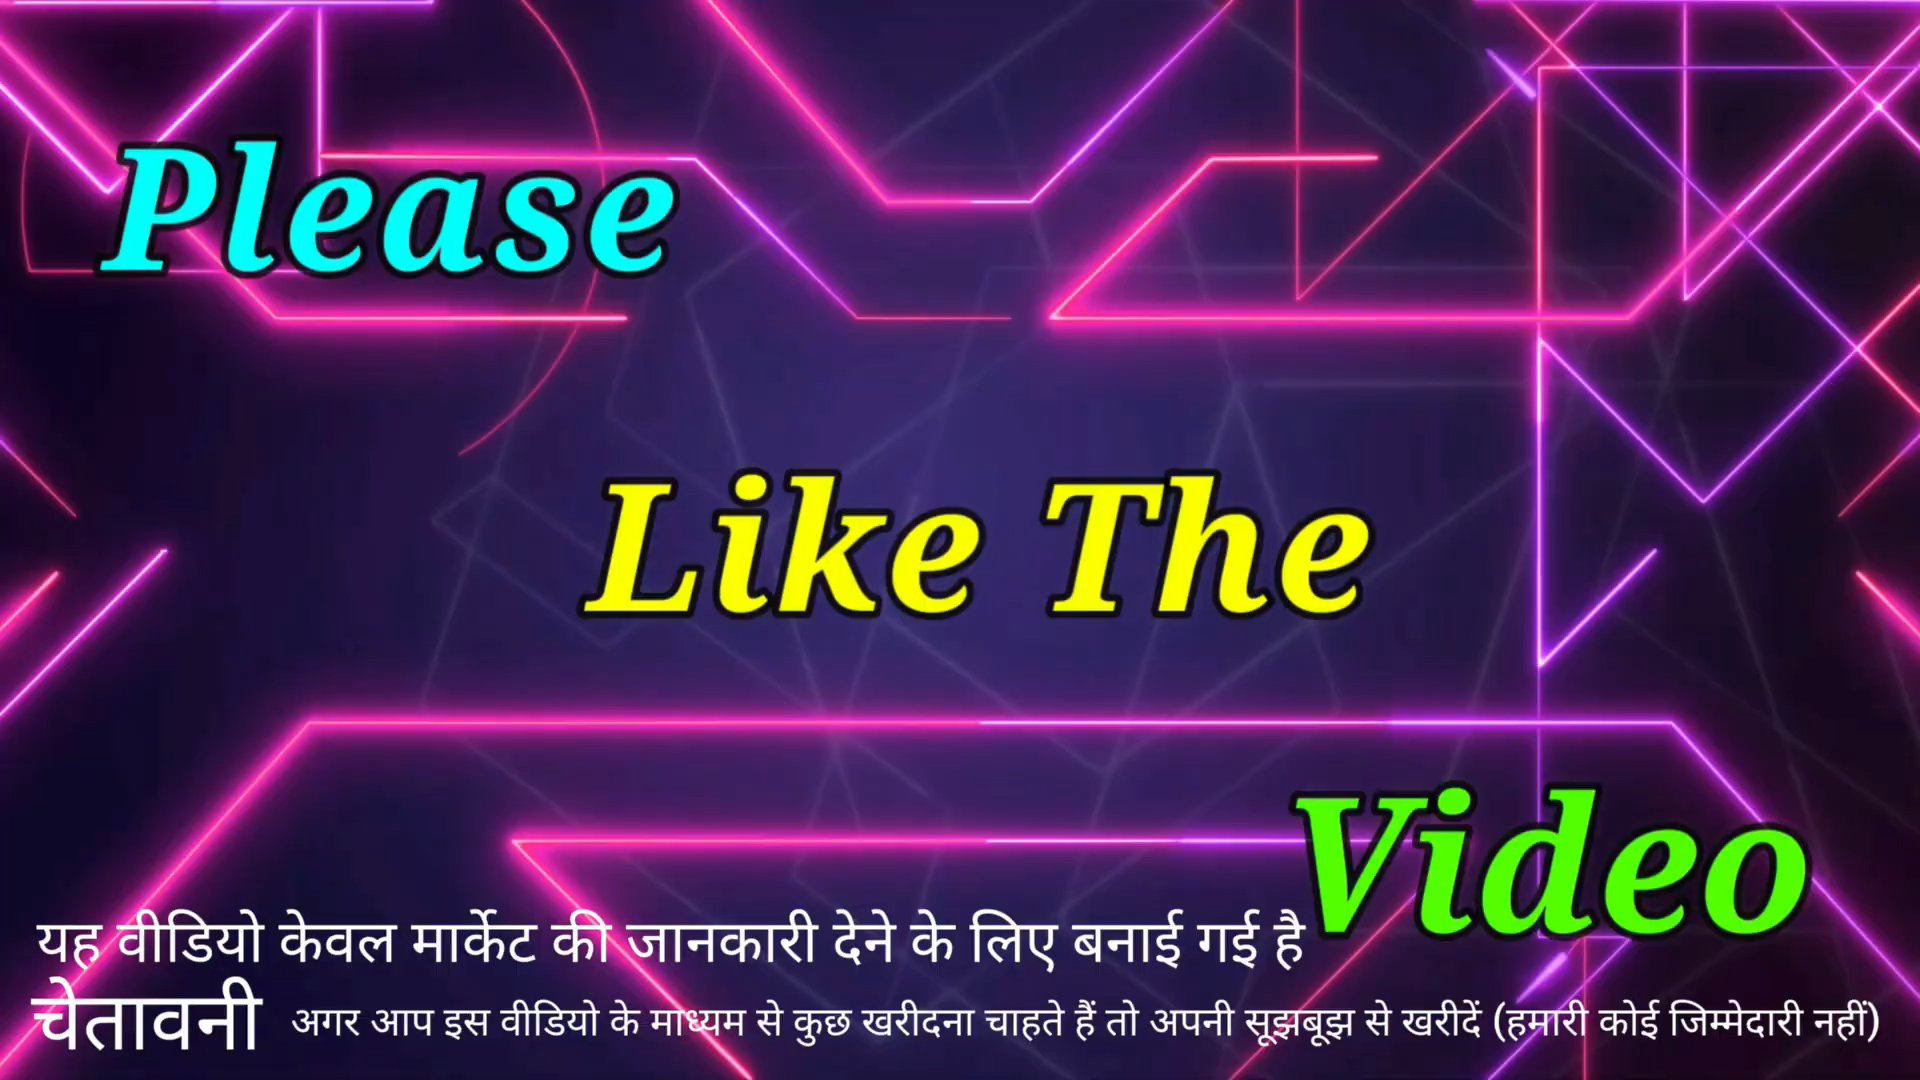 Please
Like The
Video
यह वीडियो केवल मार्केट की जानकारी देने के लिए बनाई गई है
चेतावनी अगर आप इस वीडियो के माध्यम से कुछ खरीदना चाहते हैं तो अपनी सूझबूझ से खरीदें (हमारी कोई जिम्मेदारी नहीं)